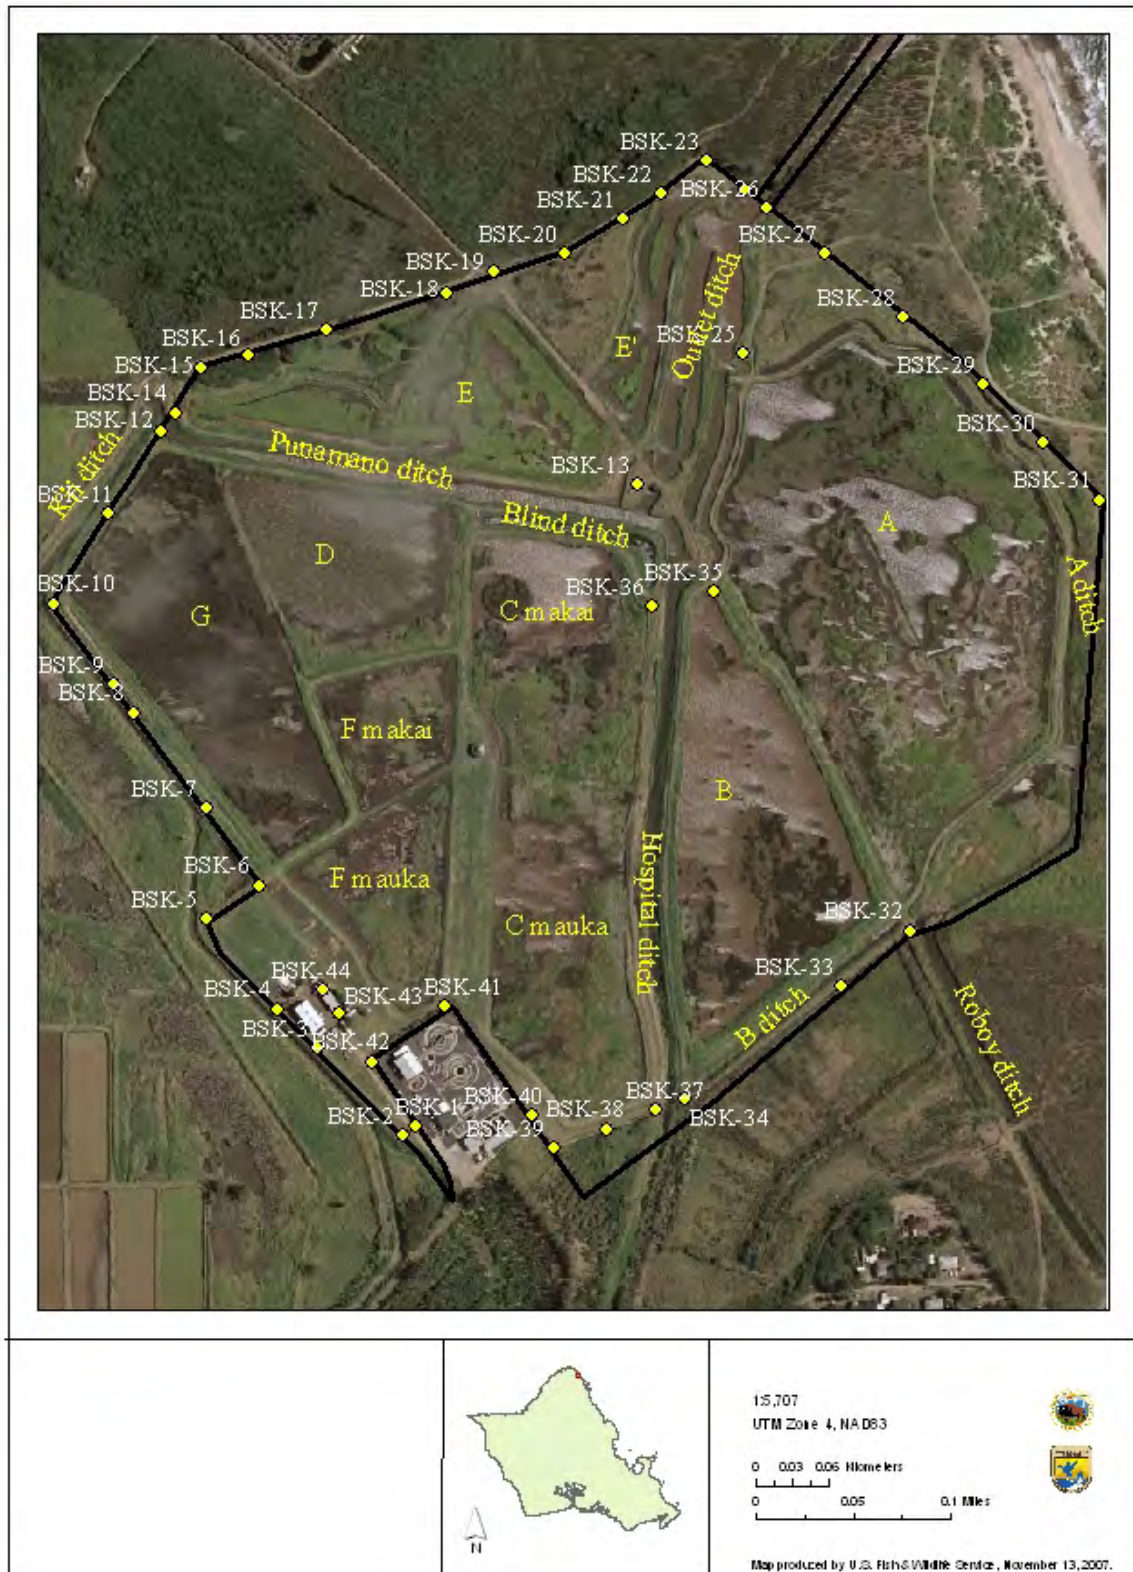 BSK-23
BSK-22
BSK-26
BSK-21
BSK-27
BSK-20
BSK-19
BSK-18
BSK-28
BSK-17
BSK-16
BSK-25
Outlet ditch
E'
BSK-15
BSK-29
E
BSK-14
BSK-12
BSK-30
Kii ditch
Punamano ditch
BSK-13
BSK-31
BSK-11
Blind ditch
A
D
BSK-35
BSK-10
BSK-36
C makai
A ditch
G
BSK-9
BSK-8
F makai
BSK-7
B
BSK-6
F mauka
Hospital ditch
BSK-5
C mauka
BSK-32
BSK-33
BSK-44
BSK-4
BSK-43
BSK-41
B ditch
Roboy ditch
BSK-3
BSK-42
BSK-40
BSK-37
BSK-1
BSK-2
BSK-38
BSK-34
BSK-39
N
1:5,707
UTM Zone 4, NAD83
0 0.03 0.06 Kilometers
0 0.05 0.1 Miles
Map produced by U.S. Fish & Wildlife Service, November 13, 2007.